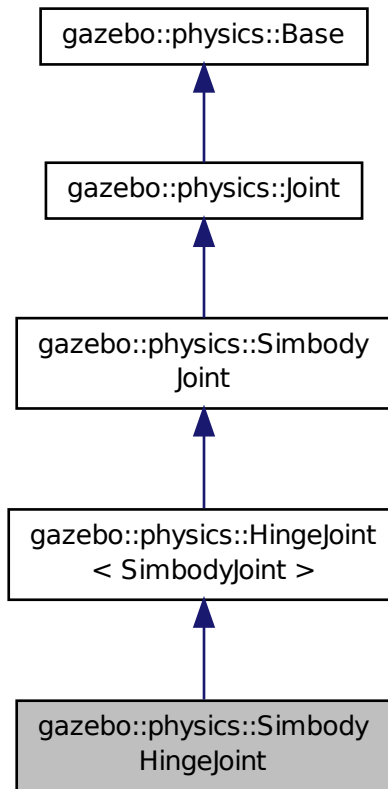 gazebo::physics::Base
gazebo::physics::Joint
gazebo::physics::Simbody
Joint
gazebo::physics::HingeJoint
< SimbodyJoint >
gazebo::physics::Simbody
HingeJoint